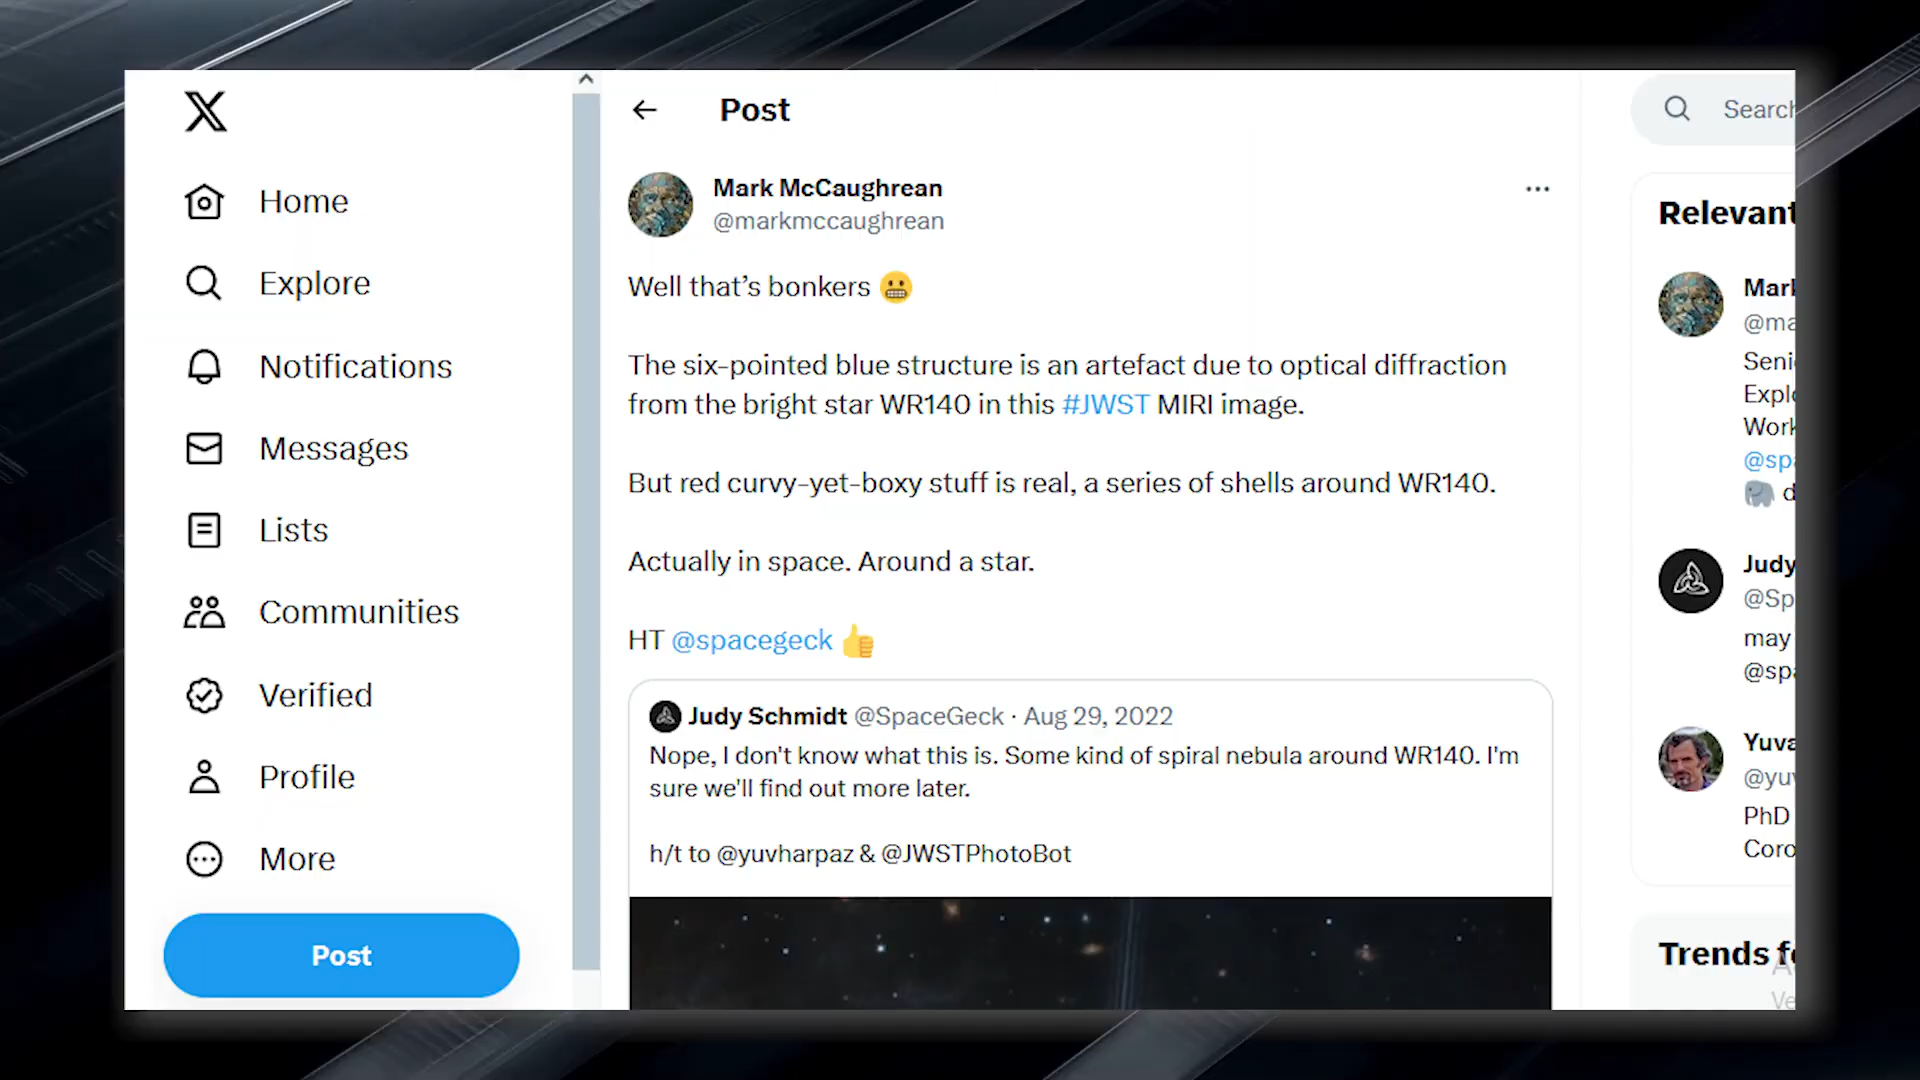 Home
Explore
Notifications
Messages
Lists
Communities
Verified
Profile
More
Post
Post
Mark McCaughrean
@markmccaughrean
Well that’s bonkers 😬
The six-pointed blue structure is an artefact due to optical diffraction
from the bright star WR140 in this #JWST MIRI image.
But red curvy-yet-boxy stuff is real, a series of shells around WR140.
Actually in space. Around a star.
HT @spacegeck 👍
Judy Schmidt @SpaceGeck · Aug 29, 2022
Nope, I don't know what this is. Some kind of spiral nebula around WR140. I'm
sure we'll find out more later.
h/t to @yuvharpaz & @JWSTPhotoBot
Search
Relevant
Mark
@ma
Seni
Explo
Work
@spa
🐘 d
Judy
@Sp
may
@spa
Yuva
@yuv
PhD
Coro
Trends fo